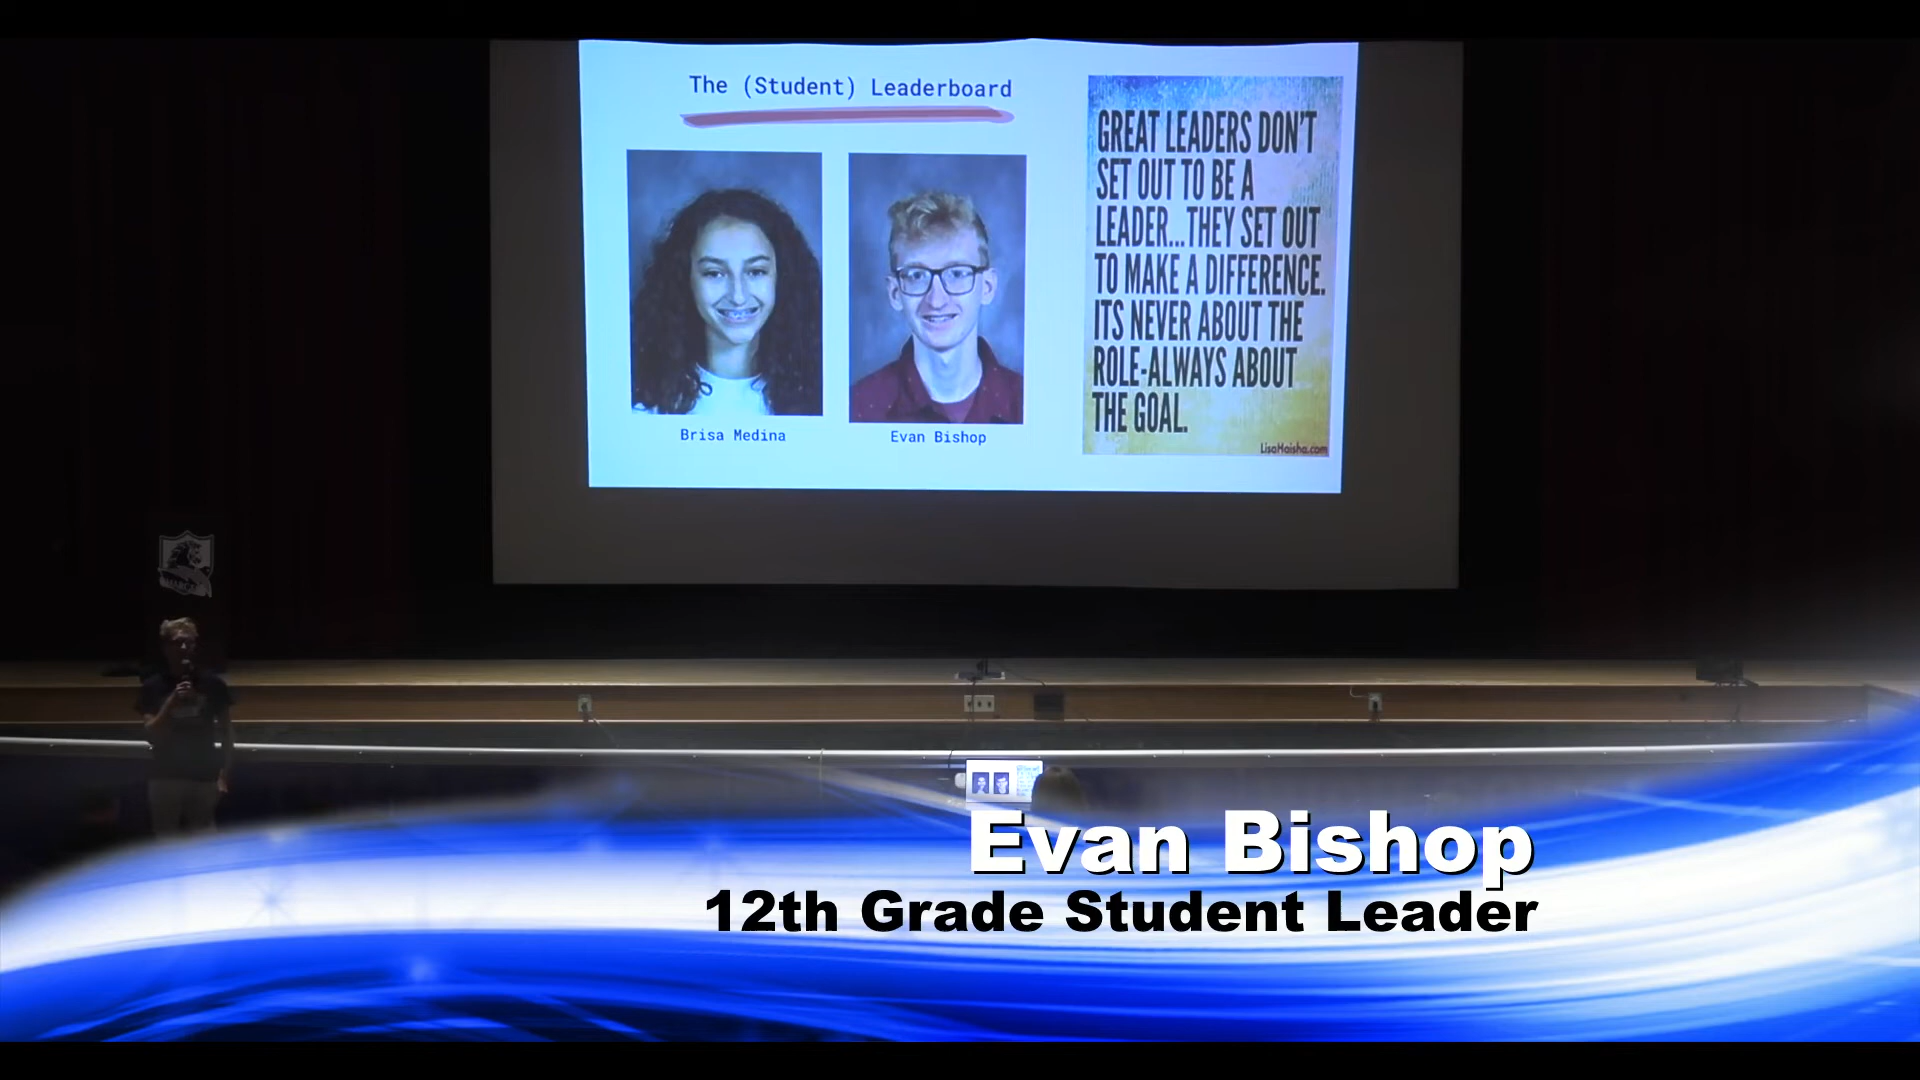 The (Student) Leaderboard
Brisa Medina
Evan Bishop
GREAT LEADERS DON'T
SET OUT TO BE A
LEADER...THEY SET OUT
TO MAKE A DIFFERENCE.
ITS NEVER ABOUT THE
ROLE-ALWAYS ABOUT
THE GOAL.
LisaHaisha.com
Evan Bishop
12th Grade Student Leader